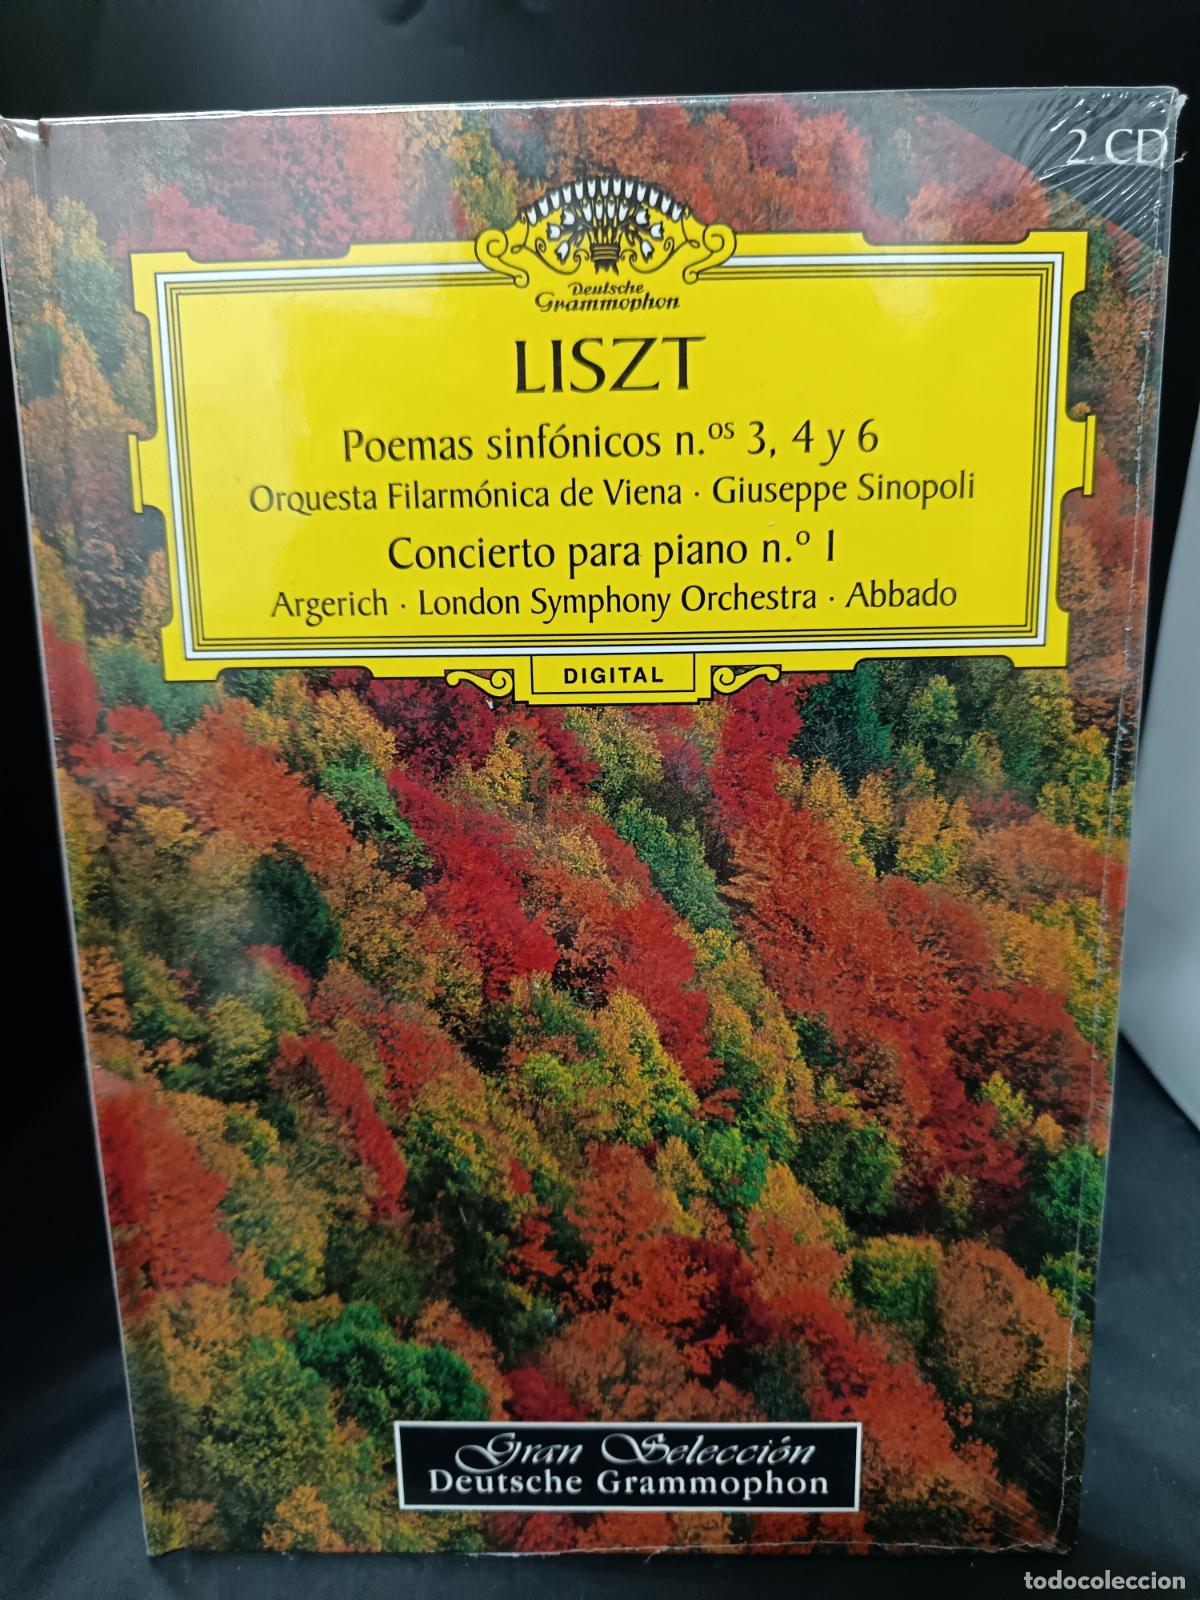 2. CD
Deutsche
Grammophon
LISZT
Poemas sinfónicos n.ᵒˢ 3, 4 y 6
Orquesta Filarmónica de Viena · Giuseppe Sinopoli
Concierto para piano n.º 1
Argerich · London Symphony Orchestra · Abbado
DIGITAL
Gran Selección
Deutsche Grammophon
todocoleccion